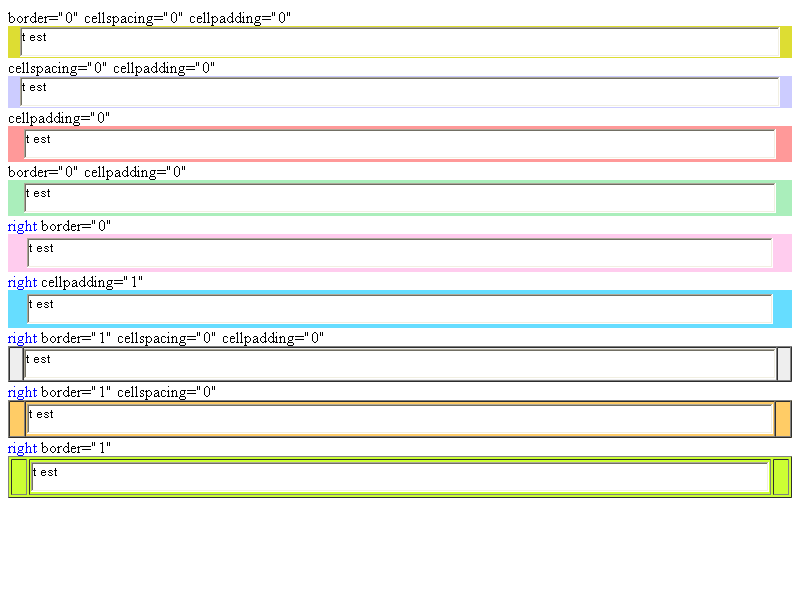 border="0" cellspacing="0" cellpadding="0"
t est
cellspacing="0" cellpadding="0"
t est
cellpadding="0"
t est
border="0" cellpadding="0"
t est
right border="0"
t est
right cellpadding="1"
t est
right border="1" cellspacing="0" cellpadding="0"
t est
right border="1" cellspacing="0"
t est
right border="1"
t est